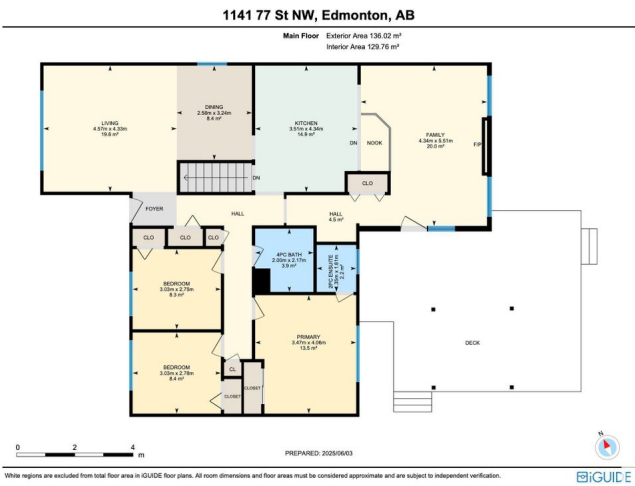 1141 77 St NW, Edmonton, AB
Main Floor Exterior Area 136.02 m²
Interior Area 129.76 m²
LIVING
4.57m x 4.33m
19.8 m²
DINING
2.58m x 3.24m
8.4 m²
KITCHEN
3.51m x 4.34m
14.9 m²
FAMILY
4.34m x 5.51m
20.0 m²
DN
NOOK
F/P
DN
CLO
FOYER
HALL
HALL
4.5 m²
CLO
CLO
CLO
4PC BATH
2.00m x 2.17m
3.9 m²
2PC ENSUITE
1.61m
2.2 m²
BEDROOM
3.03m x 2.75m
8.3 m²
PRIMARY
3.47m x 4.06m
13.5 m²
DECK
BEDROOM
3.03m x 2.78m
8.4 m²
CL
CLOSET
CLOSET
N
0 2 4
m
PREPARED: 2025/06/03
White regions are excluded from total floor area in iGUIDE floor plans. All room dimensions and floor areas must be considered approximate and are subject to independent verification.
iGUIDE